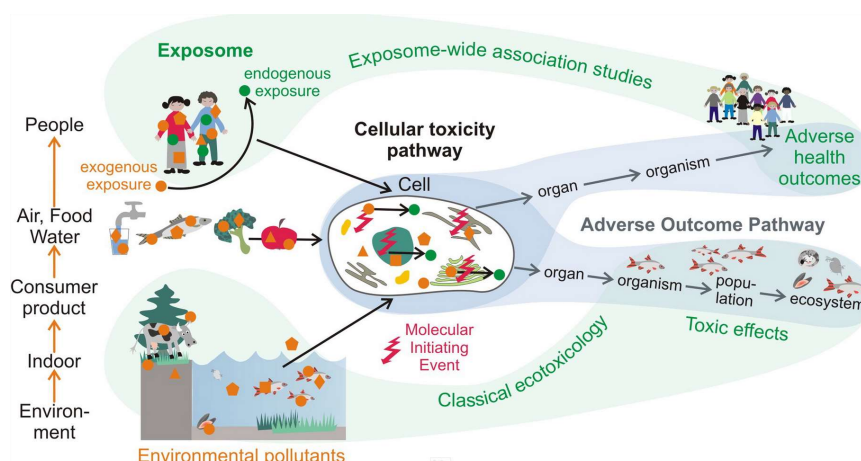 Exposome
Exposome-wide association studies
endogenous
exposure
People
Cellular toxicity
pathway
exogenous
exposure
Cell
organ
organism
Adverse
health
outcomes
Air, Food
Water
Adverse Outcome Pathway
organ
organism
popu-
lation
ecosystem
Consumer
product
Molecular
Initiating
Event
Classical ecotoxicology
Toxic effects
Indoor
Environ-
ment
Environmental pollutants